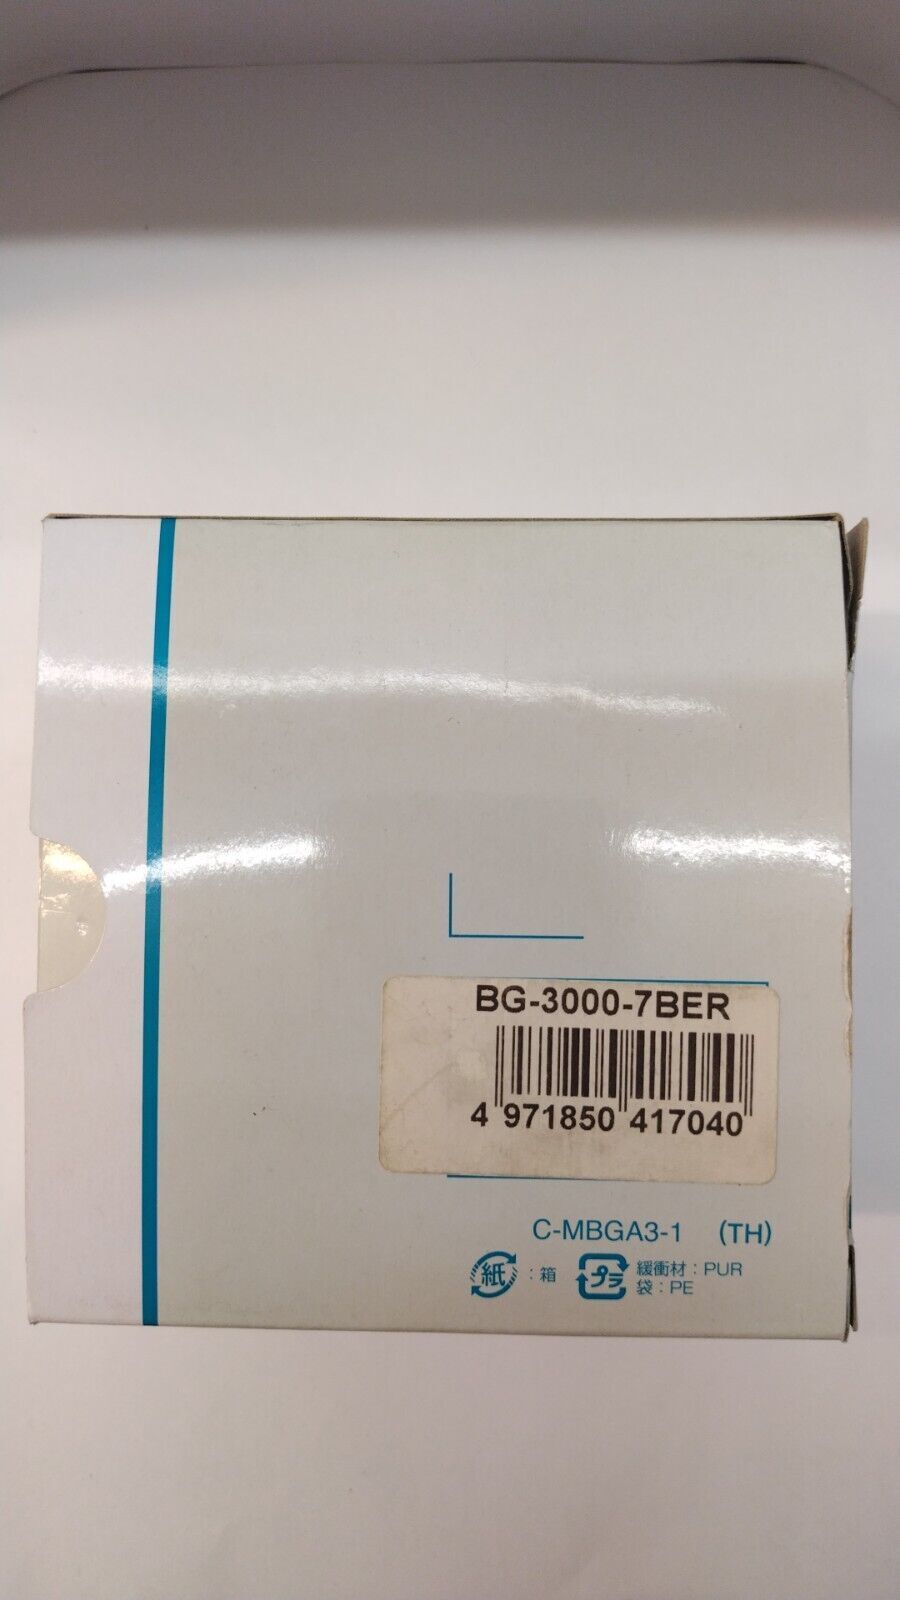 BG-3000-7BER
4 971850 417040
C-MBGA3-1 (TH)
紙 : 箱
プラ 緩衝材 : PUR
袋 : PE